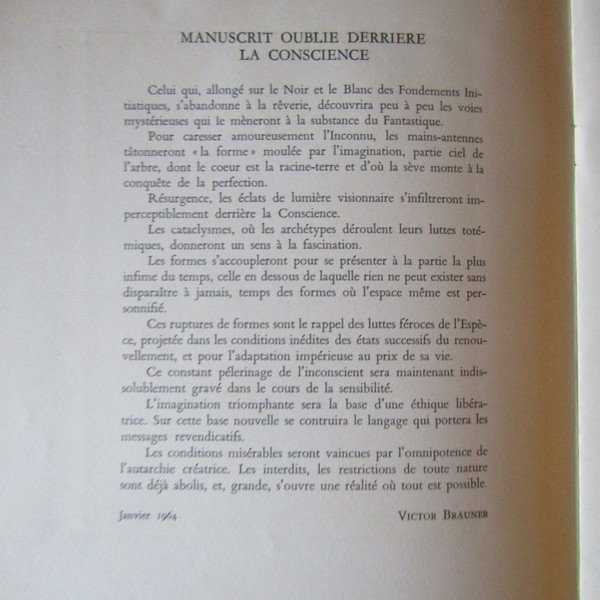 MANUSCRIT OUBLIE DERRIERE
LA CONSCIENCE
Celui qui, allongé sur le Noir et le Blanc des Fondements Ini-
tiatiques, s'abandonne à la rêverie, découvrira peu à peu les voies
mystérieuses qui le mèneront à la substance du Fantastique.
Pour caresser amoureusement l'Inconnu, les mains-antennes
tâtonneront « la forme » moulée par l'imagination, partie ciel de
l'arbre, dont le coeur est la racine-terre et d'où la sève monte à la
conquête de la perfection.
Résurgence, les éclats de lumière visionnaire s'infiltreront im-
perceptiblement derrière la Conscience.
Les cataclysmes, où les archétypes déroulent leurs luttes toté-
miques, donneront un sens à la fascination.
Les formes s'accoupleront pour se présenter à la partie la plus
infime du temps, celle en dessous de laquelle rien ne peut exister sans
disparaître à jamais, temps des formes où l'espace même est per-
sonnifié.
Ces ruptures de formes sont le rappel des luttes féroces de l'Espè-
ce, projetée dans les conditions inédites des états successifs du renou-
vellement, et pour l'adaptation impérieuse au prix de sa vie.
Ce constant pélerinage de l'inconscient sera maintenant indis-
solublement gravé dans le cours de la sensibilité.
L'imagination triomphante sera la base d'une éthique libéra-
trice. Sur cette base nouvelle se construira le langage qui portera les
messages revendicatifs.
Les conditions misérables seront vaincues par l'omnipotence de
l'autarchie créatrice. Les interdits, les restrictions de toute nature
sont déjà abolis, et, grande, s'ouvre une réalité où tout est possible.
Janvier 1964 VICTOR BRAUNER